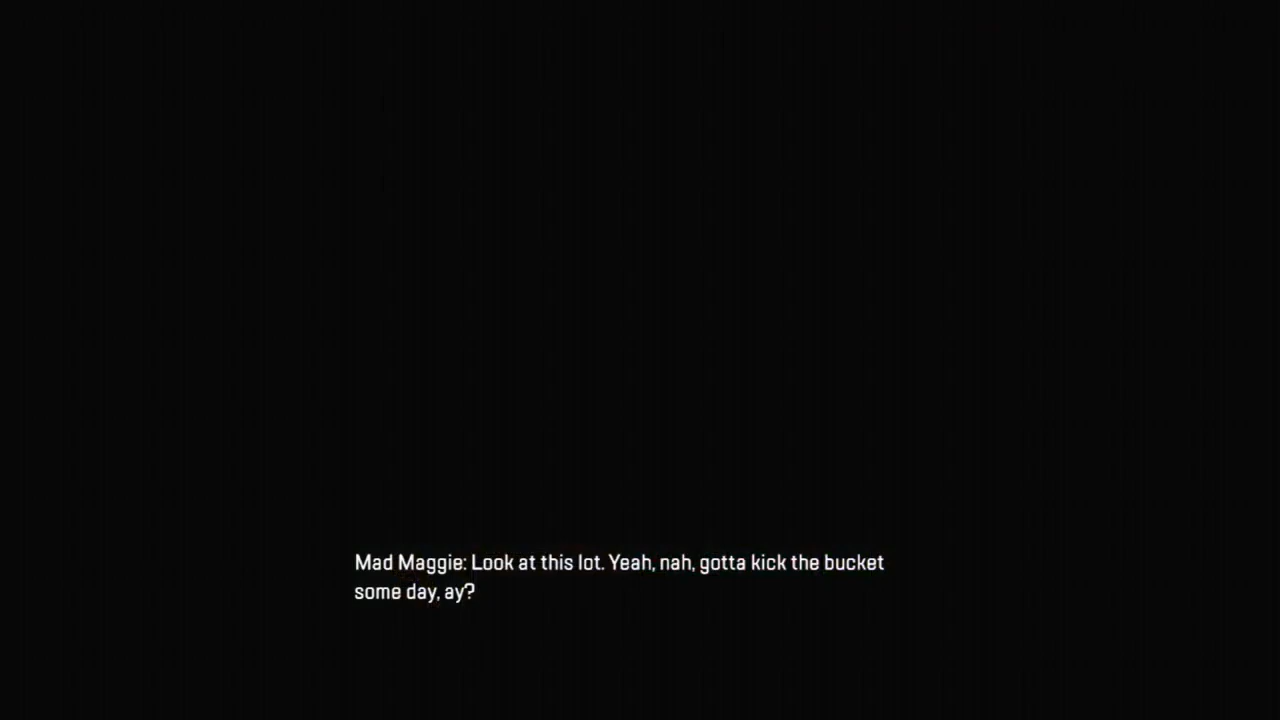 Mad Maggie: Look at this lot. Yeah, nah, gotta kick the bucket
some day, ay?